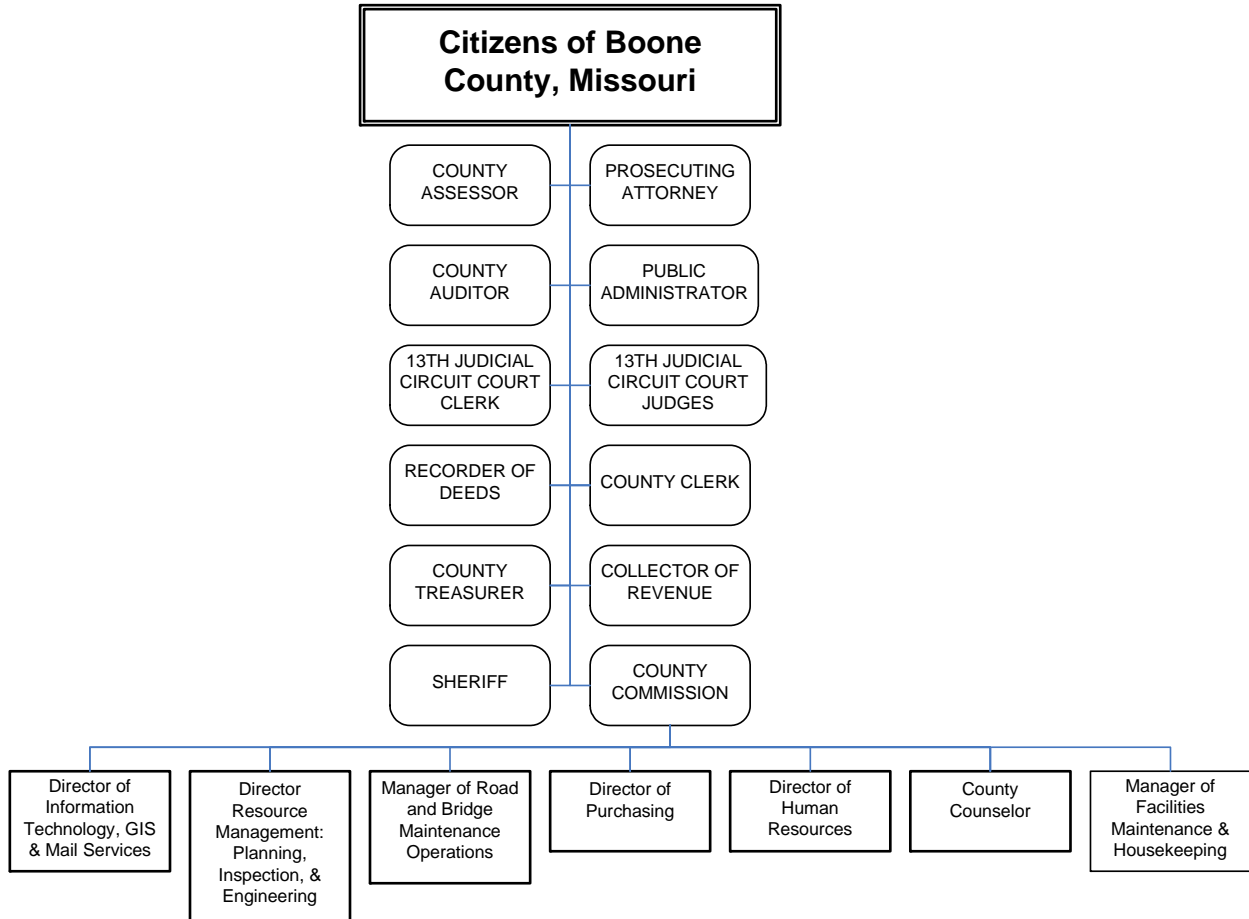 Citizens of Boone
County, Missouri
COUNTY
ASSESSOR
PROSECUTING
ATTORNEY
COUNTY
AUDITOR
PUBLIC
ADMINISTRATOR
13TH JUDICIAL
CIRCUIT COURT
CLERK
13TH JUDICIAL
CIRCUIT COURT
JUDGES
RECORDER OF
DEEDS
COUNTY CLERK
COUNTY
TREASURER
COLLECTOR OF
REVENUE
SHERIFF
COUNTY
COMMISSION
Director of
Information
Technology, GIS
& Mail Services
Director
Resource
Management:
Planning,
Inspection, &
Engineering
Manager of Road
and Bridge
Maintenance
Operations
Director of
Purchasing
Director of
Human
Resources
County
Counselor
Manager of
Facilities
Maintenance &
Housekeeping